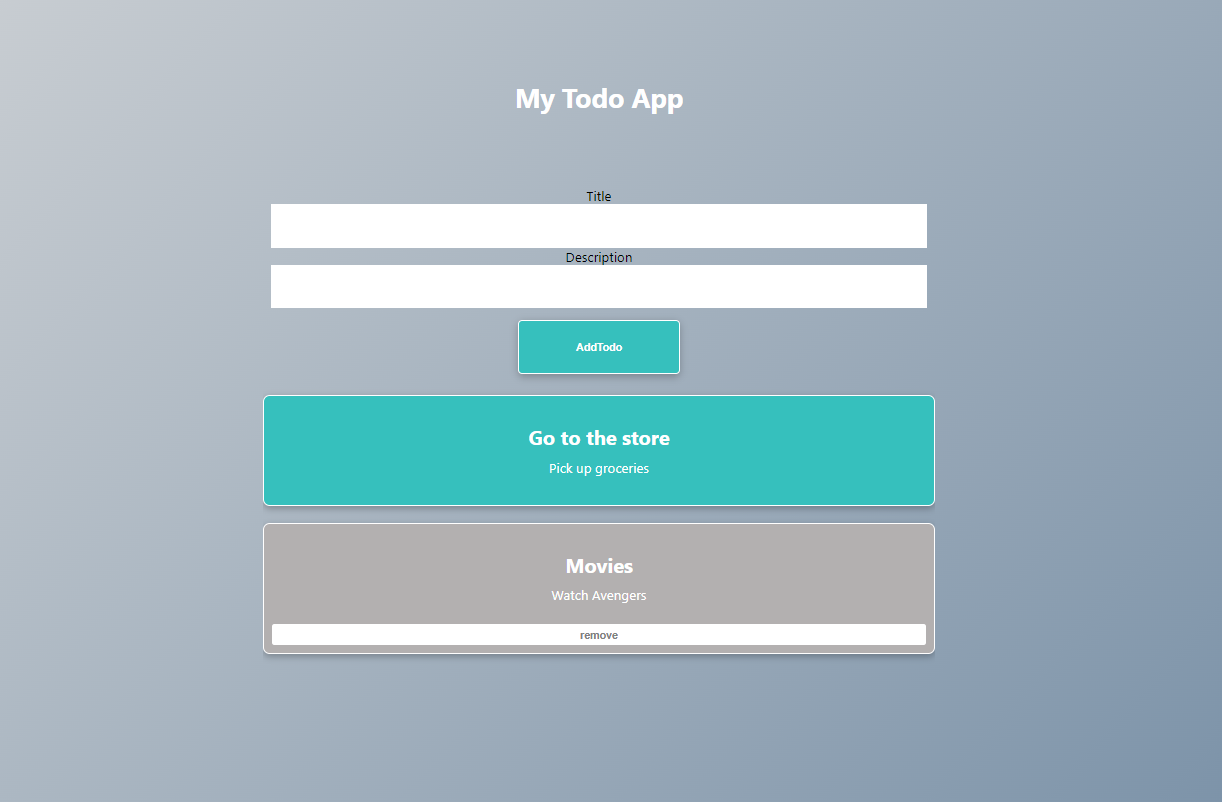 My Todo App
Title
Description
AddTodo
Go to the store
Pick up groceries
Movies
Watch Avengers
remove